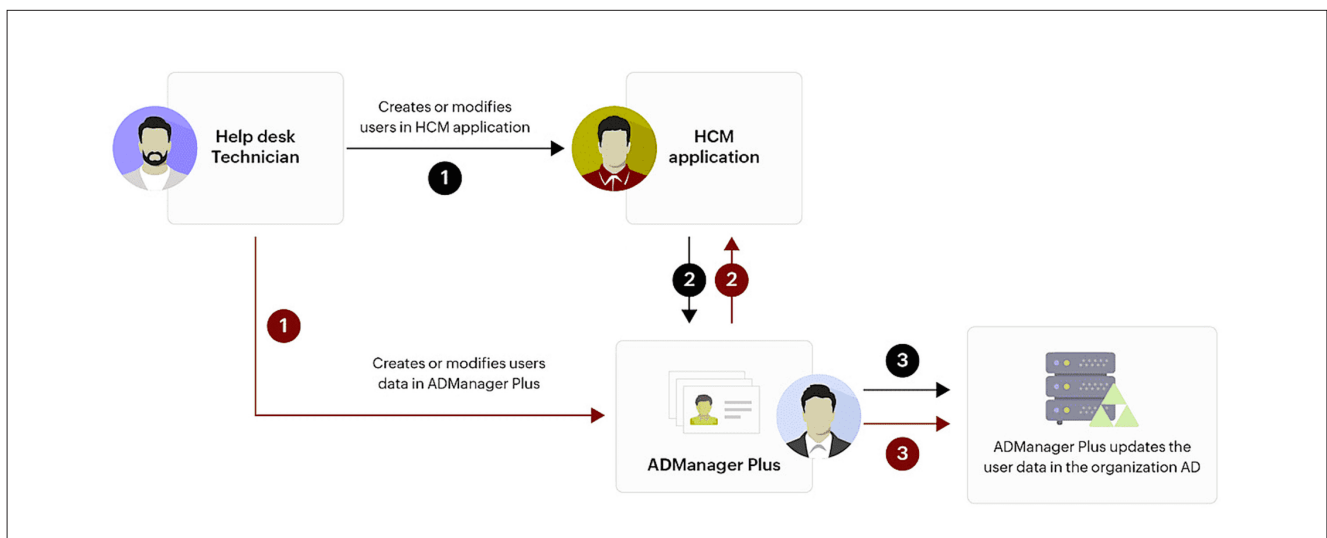 Help desk
Technician
Creates or modifies
users in HCM application
1
HCM
application
2
2
1
Creates or modifies users
data in ADManager Plus
ADManager Plus
3
3
ADManager Plus updates the
user data in the organization AD